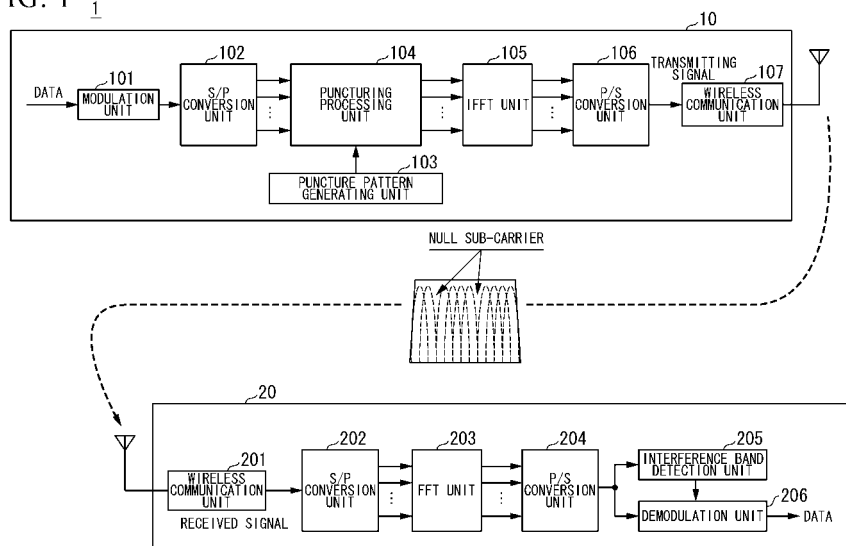 FIG. 1
1
10
102
104
105
106
TRANSMITTING
SIGNAL
107
101
DATA
MODULATION
UNIT
S/P
CONVERSION
UNIT
PUNCTURING
PROCESSING
UNIT
IFFT UNIT
P/S
CONVERSION
UNIT
WIRELESS
COMMUNICATION
UNIT
103
PUNCTURE PATTERN
GENERATING UNIT
NULL SUB-CARRIER
20
201
202
203
204
205
WIRELESS
COMMUNICATION
UNIT
S/P
CONVERSION
UNIT
FFT UNIT
P/S
CONVERSION
UNIT
INTERFERENCE BAND
DETECTION UNIT
206
RECEIVED SIGNAL
DEMODULATION UNIT
DATA